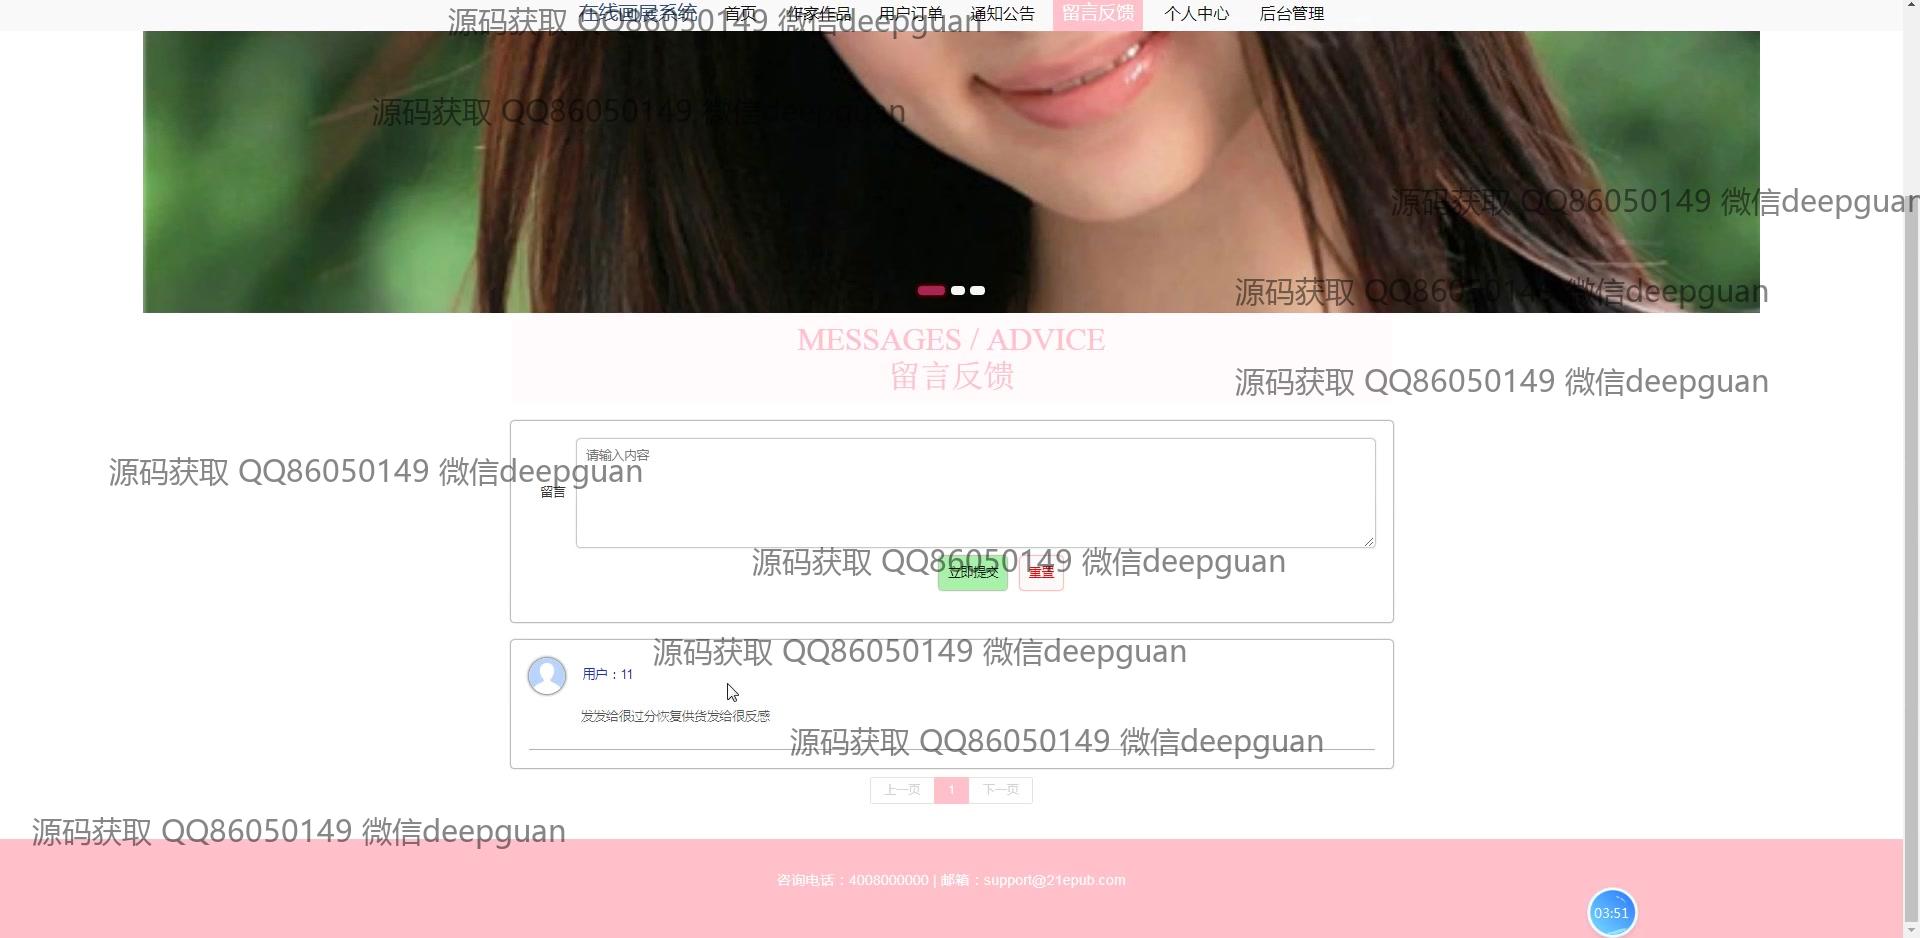 在线画展系统 首页 作家作品 用户订单 通知公告 留言反馈 个人中心 后台管理
源码获取 QQ86050149 微信deepguan
源码获取 QQ86050149 微信deepguan
源码获取 QQ86050149 微信deepguan
源码获取 QQ86050149 微信deepguan
MESSAGES / ADVICE
留言反馈
源码获取 QQ86050149 微信deepguan
请输入内容
源码获取 QQ86050149 微信deepguan
留言
源码获取 QQ86050149 微信deepguan
立即提交 重置
源码获取 QQ86050149 微信deepguan
用户：11
发发给很过分恢复供货发给很反感
源码获取 QQ86050149 微信deepguan
上一页 1 下一页
源码获取 QQ86050149 微信deepguan
咨询电话：4008000000 | 邮箱：support@21epub.com
03:51